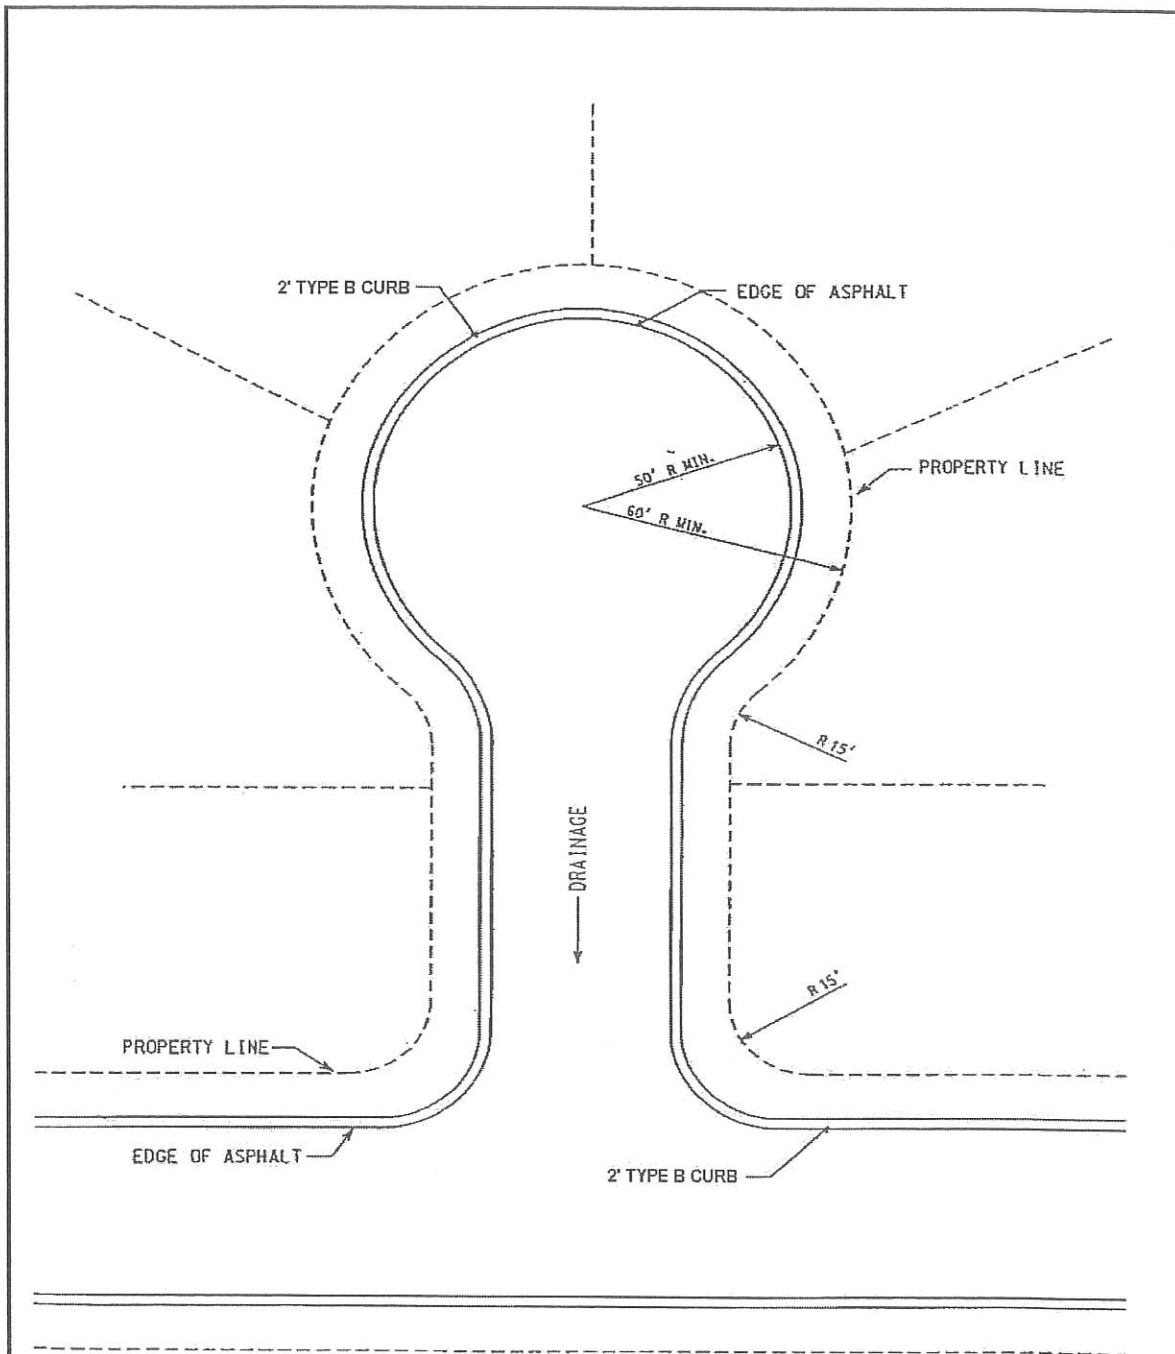 2' TYPE B CURB
EDGE OF ASPHALT
50' R MIN.
PROPERTY LINE
60' R MIN.
R 15'
DRAINAGE
R 15'
PROPERTY LINE
EDGE OF ASPHALT
2' TYPE B CURB